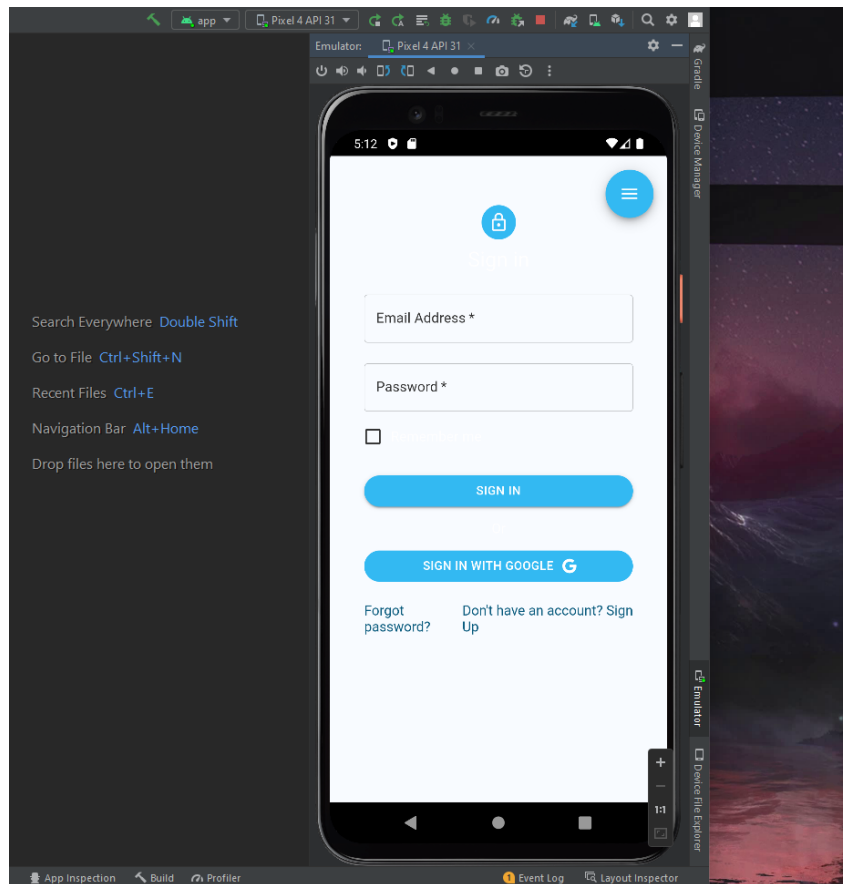 app
Pixel 4 API 31
Emulator:
Pixel 4 API 31
Gradle
Device Manager
5:12
Sign in
Email Address *
Password *
SIGN IN
SIGN IN WITH GOOGLE
Forgot password?
Don't have an account? Sign Up
Search Everywhere Double Shift
Go to File Ctrl+Shift+N
Recent Files Ctrl+E
Navigation Bar Alt+Home
Drop files here to open them
1:1
Emulator
Device File Explorer
App Inspection
Build
Profiler
1
Event Log
Layout Inspector